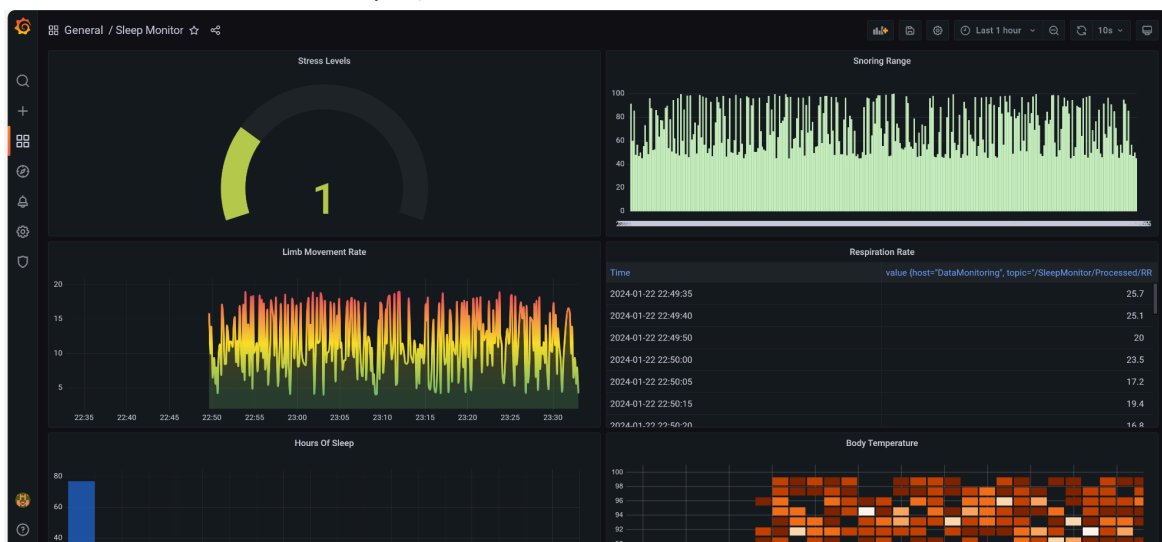 General / Sleep Monitor
Last 1 hour
10s
Stress Levels
1
Snoring Range
100
80
60
40
20
0
Limb Movement Rate
20
15
10
5
22:35 22:40 22:45 22:50 22:55 23:00 23:05 23:10 23:15 23:20 23:25 23:30
Respiration Rate
Time value {host="DataMonitoring", topic="/SleepMonitor/Processed/RR
2024-01-22 22:49:35 25.7
2024-01-22 22:49:40 25.1
2024-01-22 22:49:50 20
2024-01-22 22:50:00 23.5
2024-01-22 22:50:05 17.2
2024-01-22 22:50:15 19.4
2024-01-22 22:50:20 16.8
Hours Of Sleep
80
60
40
Body Temperature
100
98
96
94
92